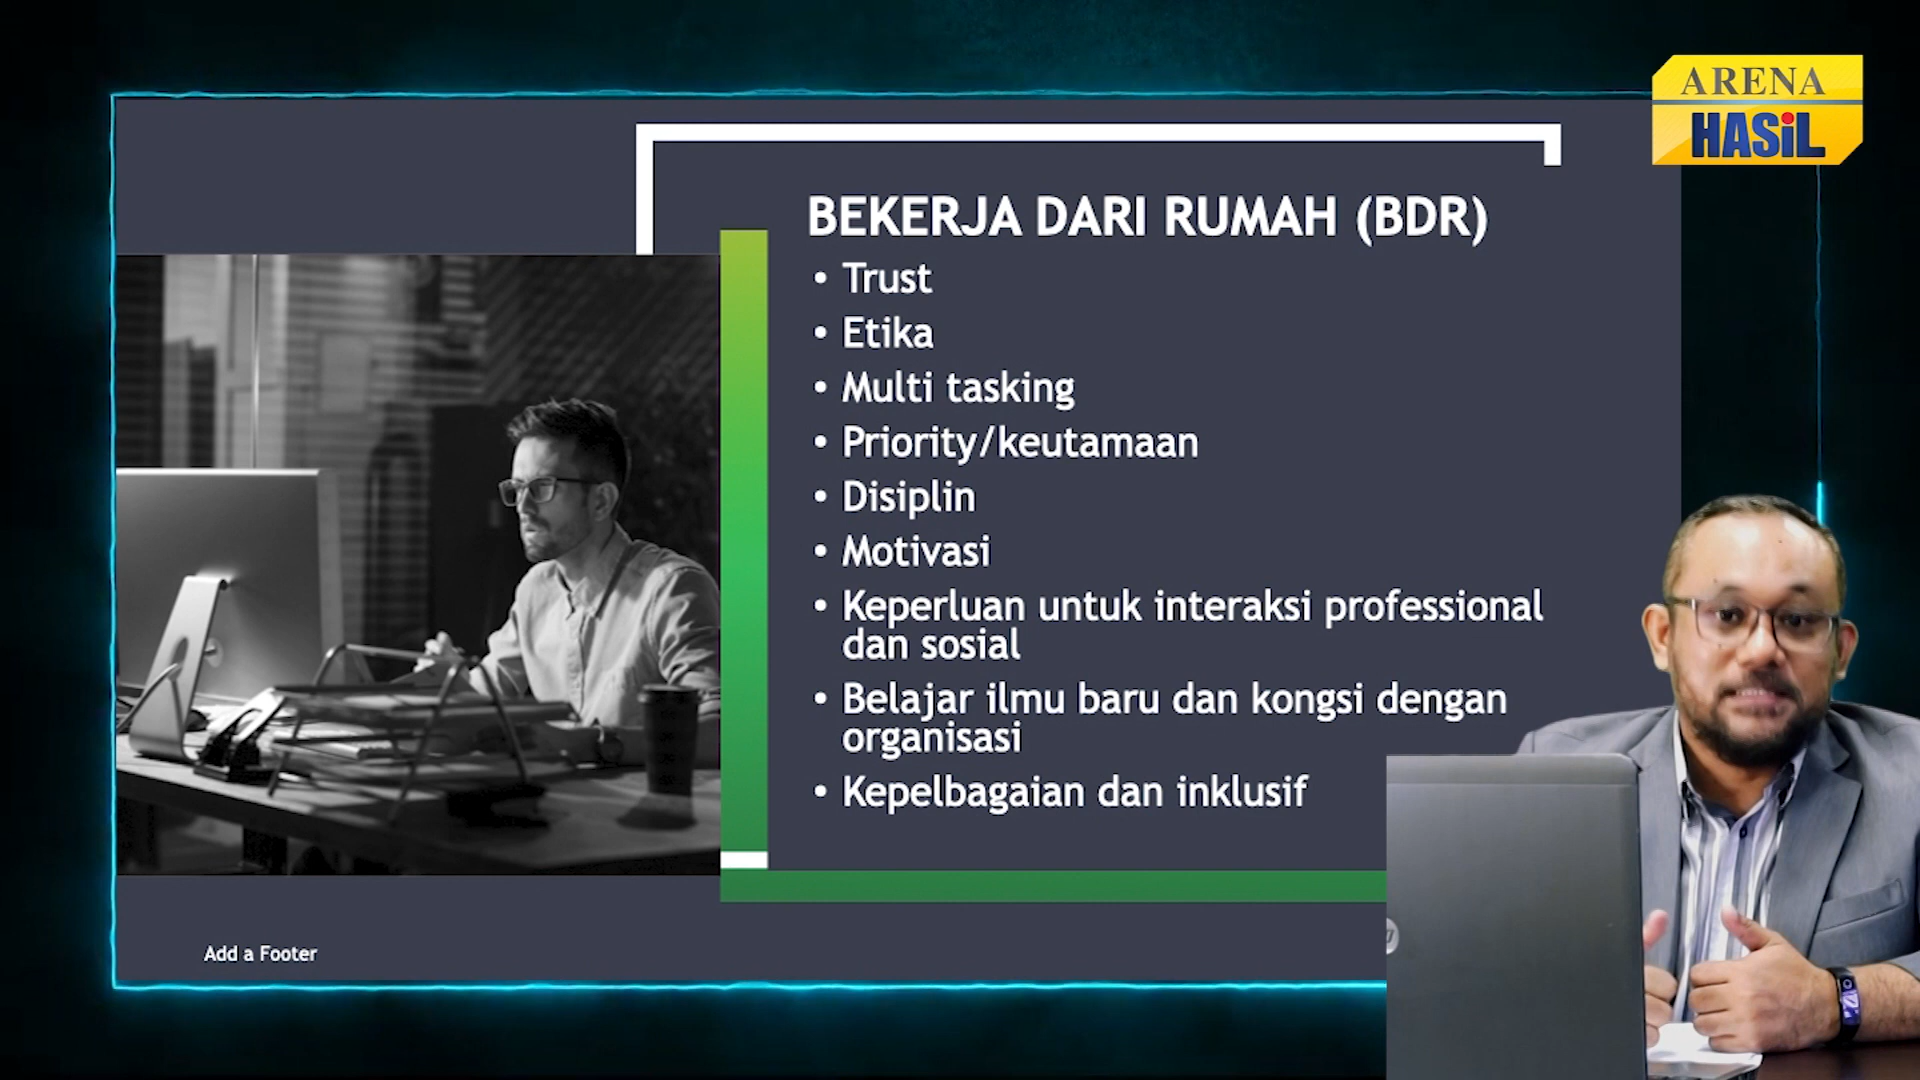 ARENA
HASiL
BEKERJA DARI RUMAH (BDR)
• Trust
• Etika
• Multi tasking
• Priority/keutamaan
• Disiplin
• Motivasi
• Keperluan untuk interaksi professional
dan sosial
• Belajar ilmu baru dan kongsi dengan
organisasi
• Kepelbagaian dan inklusif
Add a Footer